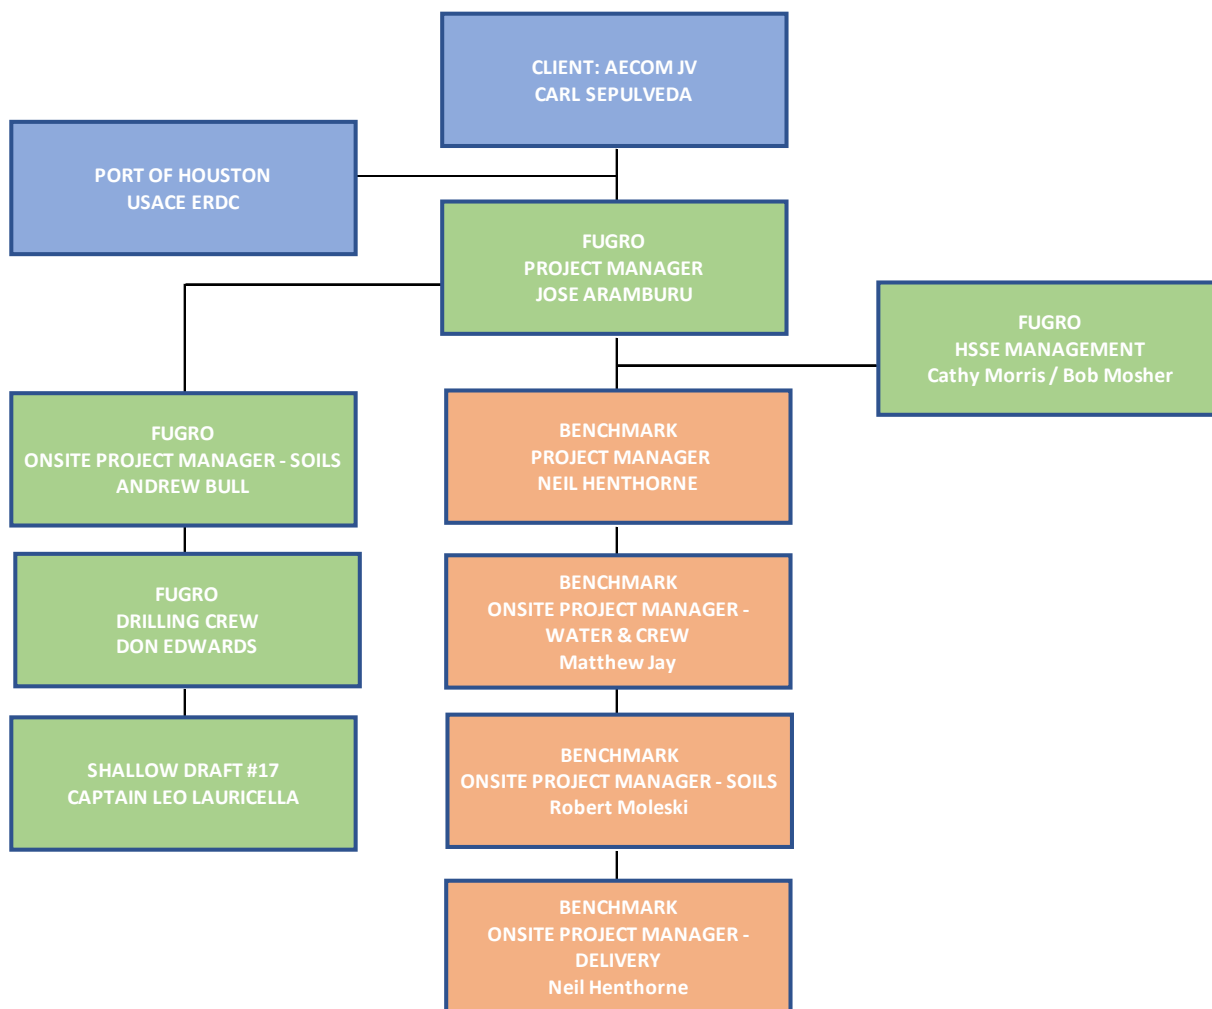 CLIENT: AECOM JV
CARL SEPULVEDA
PORT OF HOUSTON
USACE ERDC
FUGRO
PROJECT MANAGER
JOSE ARAMBURU
FUGRO
HSSE MANAGEMENT
Cathy Morris / Bob Mosher
FUGRO
ONSITE PROJECT MANAGER - SOILS
ANDREW BULL
BENCHMARK
PROJECT MANAGER
NEIL HENTHORNE
FUGRO
DRILLING CREW
DON EDWARDS
BENCHMARK
ONSITE PROJECT MANAGER -
WATER & CREW
Matthew Jay
SHALLOW DRAFT #17
CAPTAIN LEO LAURICELLA
BENCHMARK
ONSITE PROJECT MANAGER - SOILS
Robert Moleski
BENCHMARK
ONSITE PROJECT MANAGER -
DELIVERY
Neil Henthorne